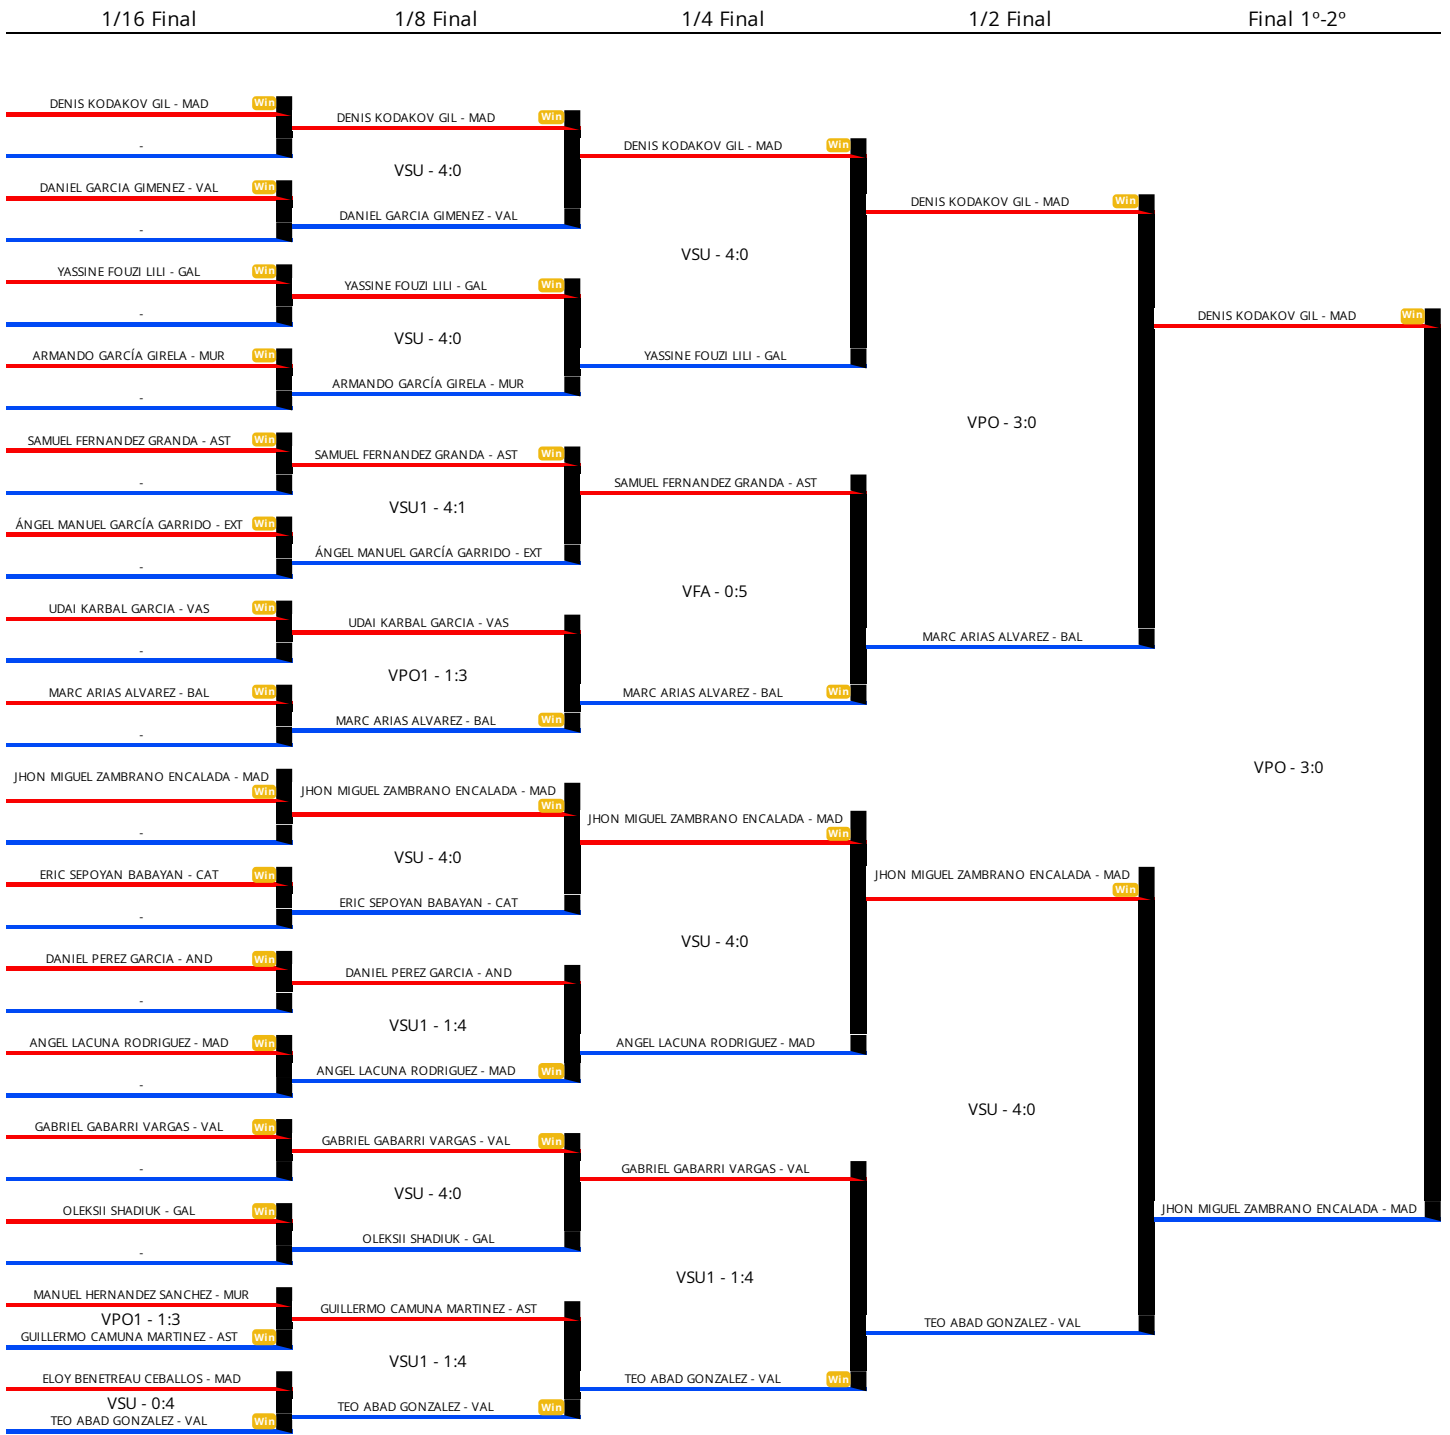 1/16 Final
1/8 Final
1/4 Final
1/2 Final
Final 1º-2º
DENIS KODAKOV GIL - MAD
Win
-
DANIEL GARCIA GIMENEZ - VAL
Win
-
YASSINE FOUZI LILI - GAL
Win
-
ARMANDO GARCÍA GIRELA - MUR
Win
-
SAMUEL FERNANDEZ GRANDA - AST
Win
-
ÁNGEL MANUEL GARCÍA GARRIDO - EXT
Win
-
UDAI KARBAL GARCIA - VAS
Win
-
MARC ARIAS ALVAREZ - BAL
Win
-
JHON MIGUEL ZAMBRANO ENCALADA - MAD
Win
-
ERIC SEPOYAN BABAYAN - CAT
Win
-
DANIEL PEREZ GARCIA - AND
Win
-
ANGEL LACUNA RODRIGUEZ - MAD
Win
-
GABRIEL GABARRI VARGAS - VAL
Win
-
OLEKSII SHADIUK - GAL
Win
-
MANUEL HERNANDEZ SANCHEZ - MUR
VPO1 - 1:3
GUILLERMO CAMUNA MARTINEZ - AST
Win
ELOY BENETREAU CEBALLOS - MAD
VSU - 0:4
TEO ABAD GONZALEZ - VAL
Win
DENIS KODAKOV GIL - MAD
Win
VSU - 4:0
DANIEL GARCIA GIMENEZ - VAL
YASSINE FOUZI LILI - GAL
Win
VSU - 4:0
ARMANDO GARCÍA GIRELA - MUR
SAMUEL FERNANDEZ GRANDA - AST
Win
VSU1 - 4:1
ÁNGEL MANUEL GARCÍA GARRIDO - EXT
UDAI KARBAL GARCIA - VAS
VPO1 - 1:3
MARC ARIAS ALVAREZ - BAL
Win
JHON MIGUEL ZAMBRANO ENCALADA - MAD
Win
VSU - 4:0
ERIC SEPOYAN BABAYAN - CAT
DANIEL PEREZ GARCIA - AND
VSU1 - 1:4
ANGEL LACUNA RODRIGUEZ - MAD
Win
GABRIEL GABARRI VARGAS - VAL
Win
VSU - 4:0
OLEKSII SHADIUK - GAL
GUILLERMO CAMUNA MARTINEZ - AST
VSU1 - 1:4
TEO ABAD GONZALEZ - VAL
Win
DENIS KODAKOV GIL - MAD
Win
VSU - 4:0
YASSINE FOUZI LILI - GAL
SAMUEL FERNANDEZ GRANDA - AST
VFA - 0:5
MARC ARIAS ALVAREZ - BAL
Win
JHON MIGUEL ZAMBRANO ENCALADA - MAD
Win
VSU - 4:0
ANGEL LACUNA RODRIGUEZ - MAD
GABRIEL GABARRI VARGAS - VAL
VSU1 - 1:4
TEO ABAD GONZALEZ - VAL
Win
DENIS KODAKOV GIL - MAD
Win
VPO - 3:0
MARC ARIAS ALVAREZ - BAL
JHON MIGUEL ZAMBRANO ENCALADA - MAD
Win
VSU - 4:0
TEO ABAD GONZALEZ - VAL
DENIS KODAKOV GIL - MAD
Win
VPO - 3:0
JHON MIGUEL ZAMBRANO ENCALADA - MAD